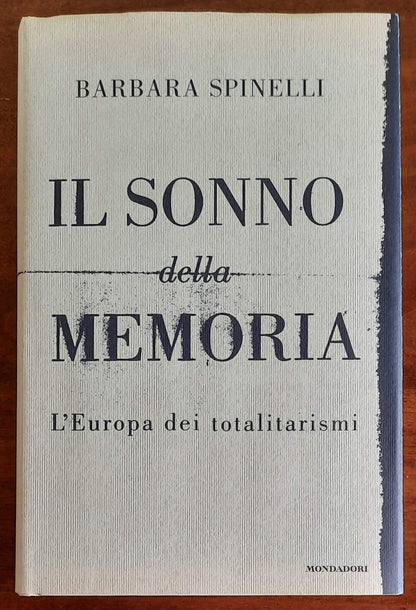 BARBARA SPINELLI
IL SONNO
della
MEMORIA
L'Europa dei totalitarismi
MONDADORI